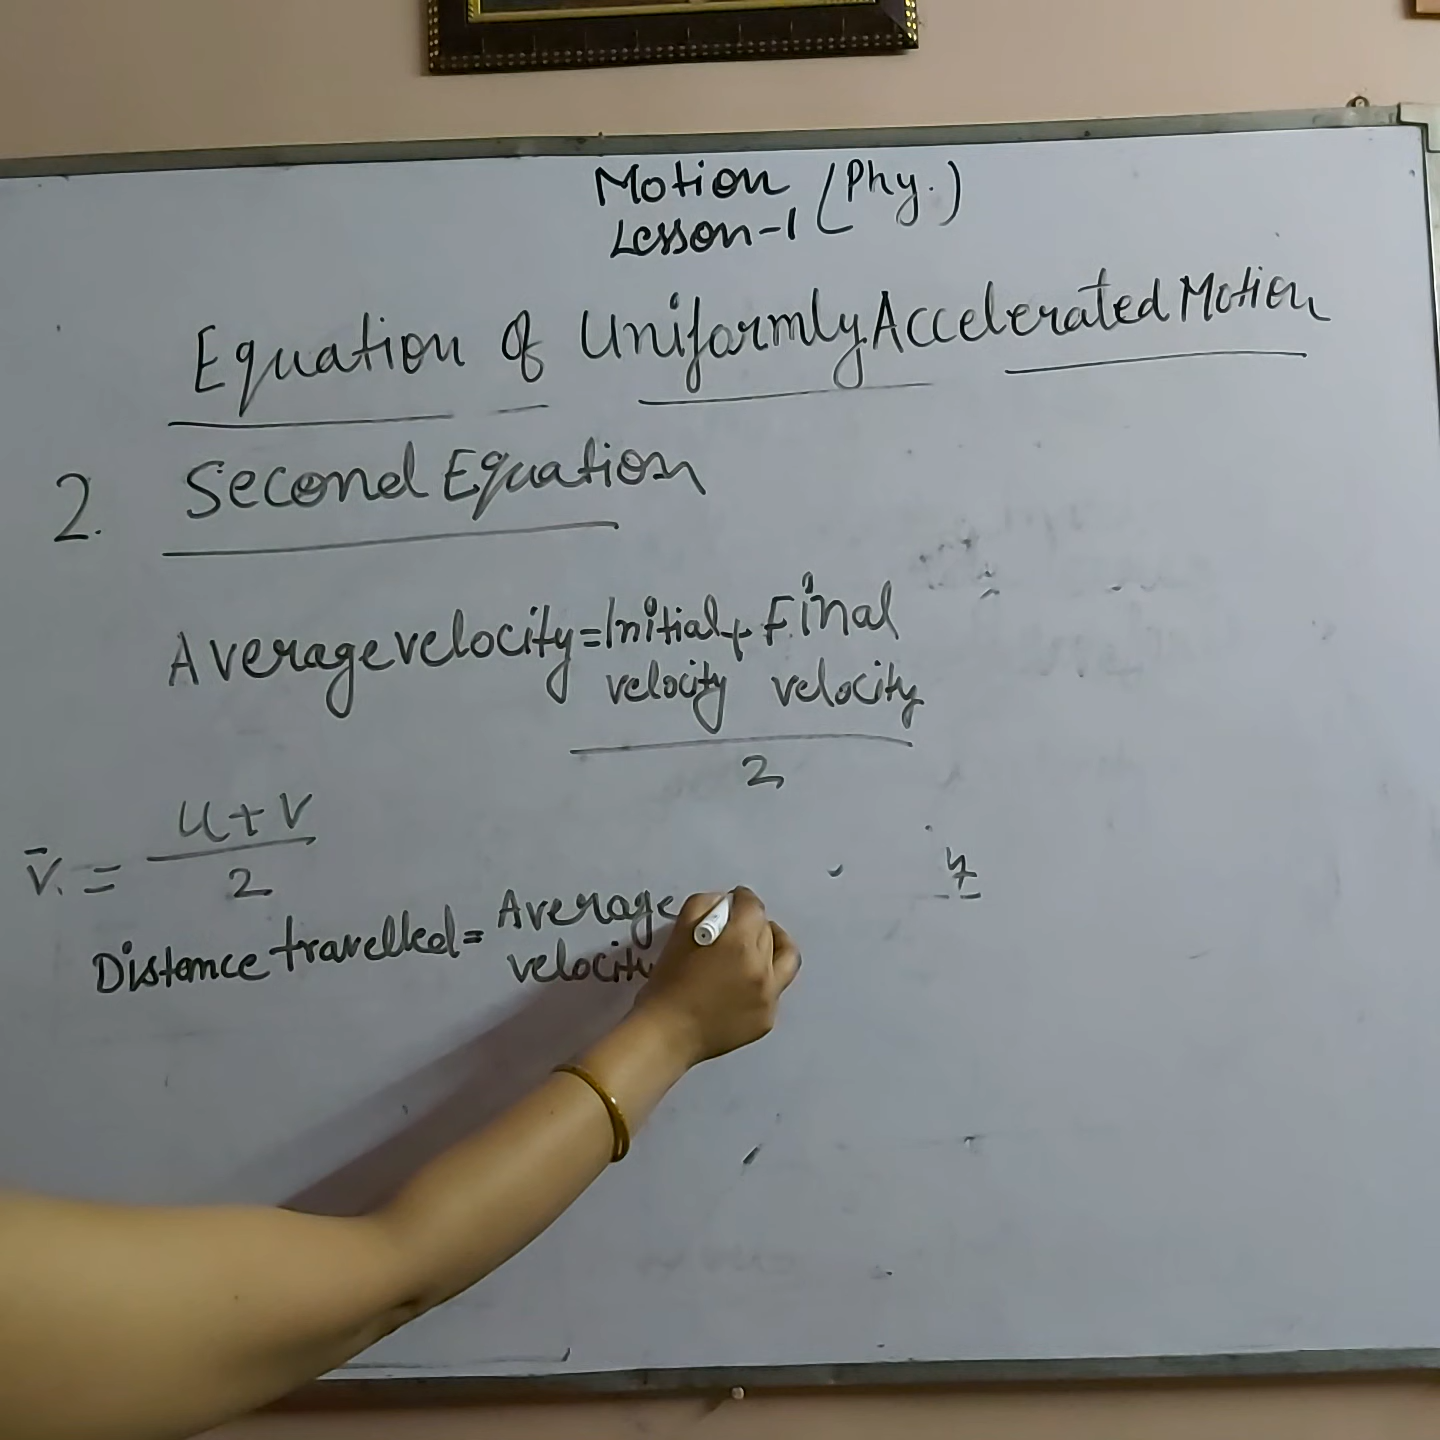 Motion (Phy.)
Lesson-1
Equation of Uniformly Accelerated Motion
2. Second Equation
Average velocity = Initial + Final
velocity velocity
2
v̄. = u+v
2
Distance travelled = Average
velocity